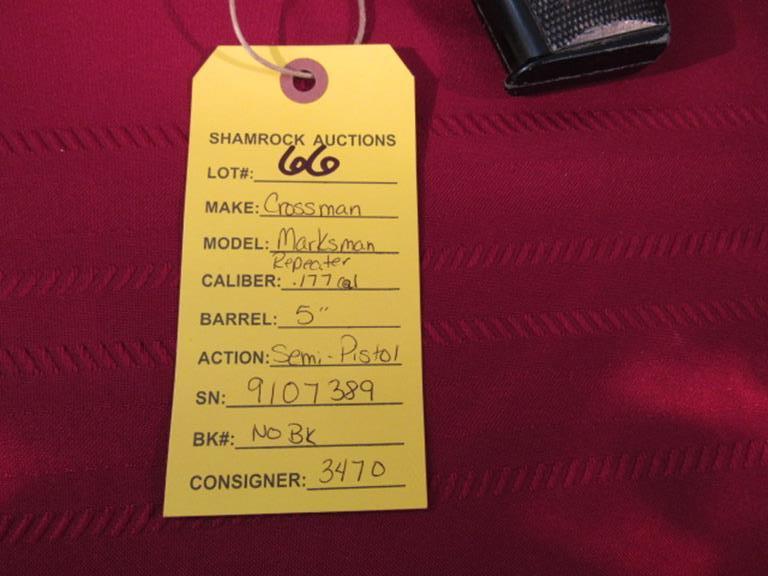 SHAMROCK AUCTIONS
LOT#: 66
MAKE: Crossman
MODEL: Marksman
Repeater
CALIBER: .177 cal
BARREL: 5"
ACTION: Semi-Pistol
SN: 9107389
BK#: No BK
CONSIGNER: 3470